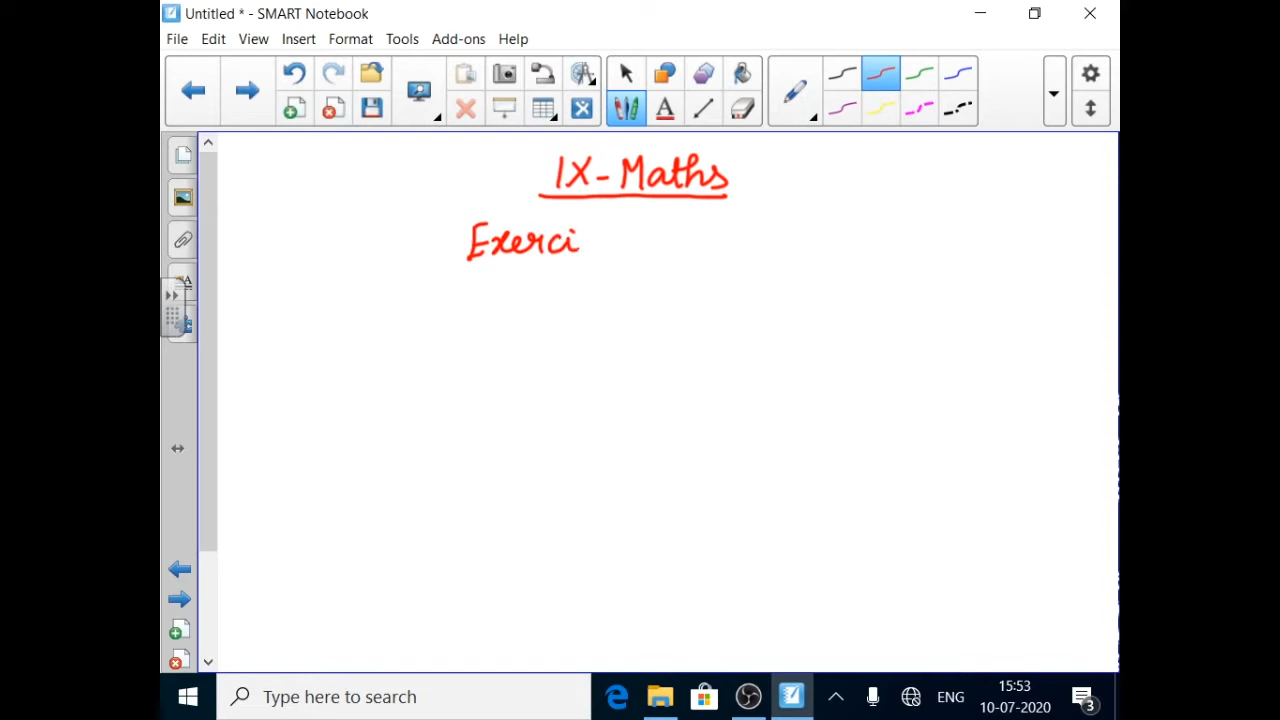 Untitled * - SMART Notebook
File Edit View Insert Format Tools Add-ons Help
IX-Maths
Exerci
Type here to search
ENG
15:53
10-07-2020
3